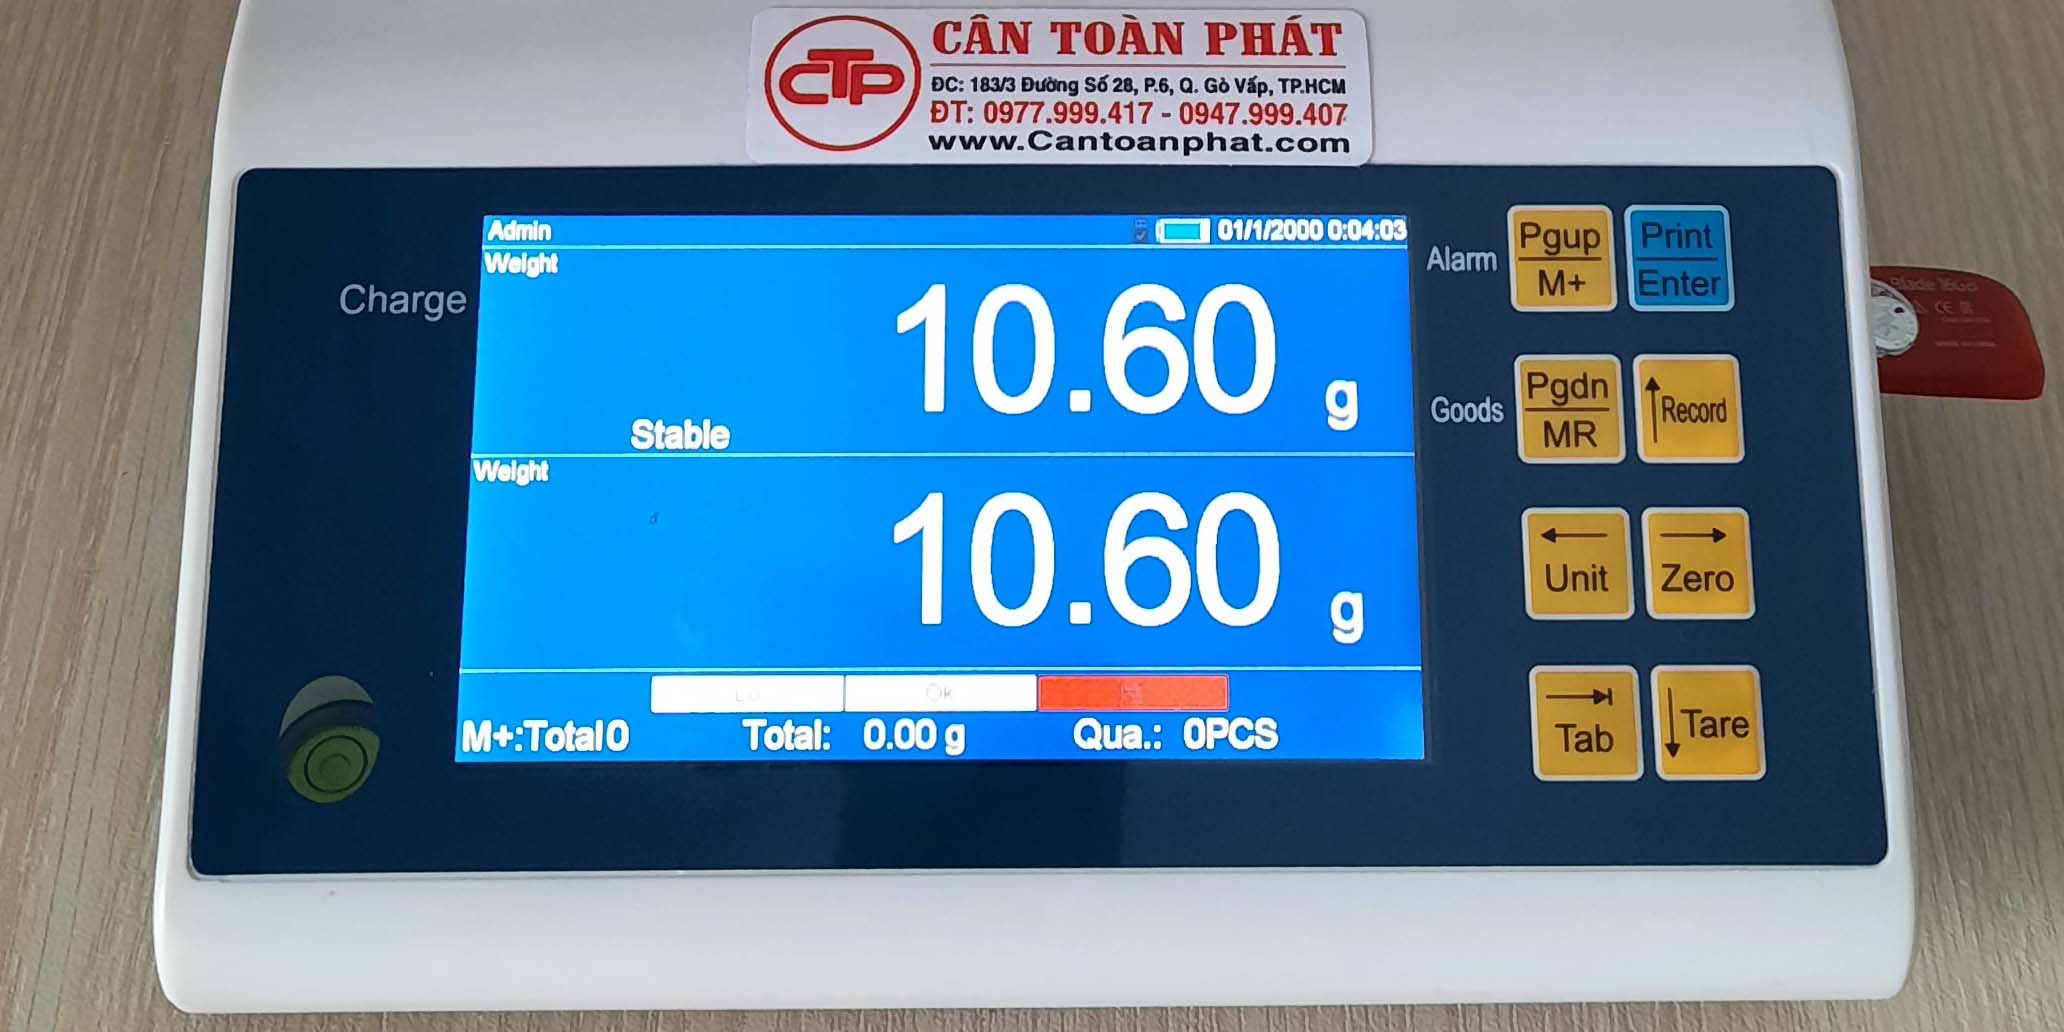 CTP
CÂN TOÀN PHÁT
ĐC: 183/3 Đường Số 28, P.6, Q. Gò Vấp, TP.HCM
ĐT: 0977.999.417 - 0947.999.407
www.Cantoanphat.com
Admin
01/1/2000 0:04:03
Weight
10.60 g
Stable
Weight
10.60 g
Ok
M+:Total0 Total: 0.00 g Qua.: 0PCS
Charge
Alarm
Pgup
M+
Print
Enter
Goods
Pgdn
MR
Record
Unit
Zero
Tab
Tare
Blade 16GB